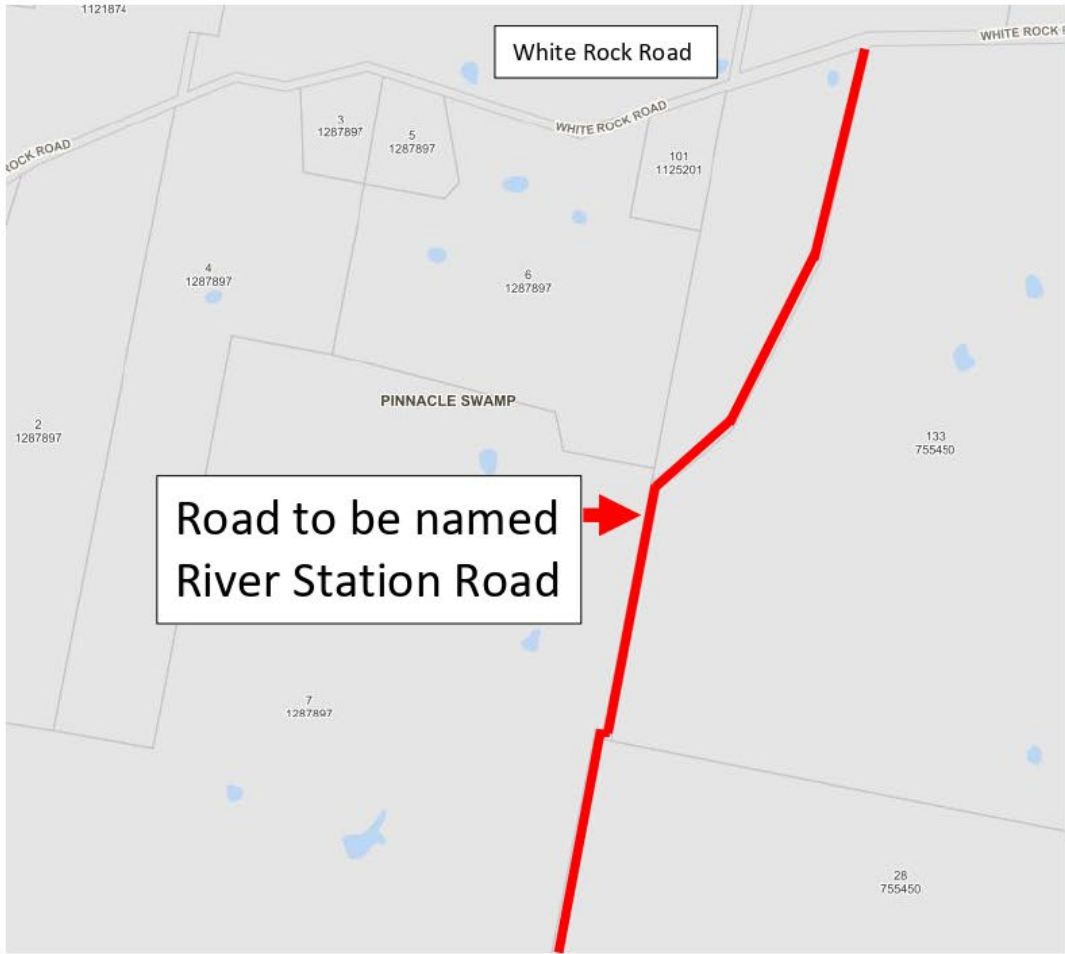 1121874
White Rock Road
WHITE ROCK R
3
1287897
5
1287897
WHITE ROCK ROAD
ROCK ROAD
101
1125201
4
1287897
6
1287897
PINNACLE SWAMP
2
1287897
133
755450
Road to be named
River Station Road
7
1287897
28
755450